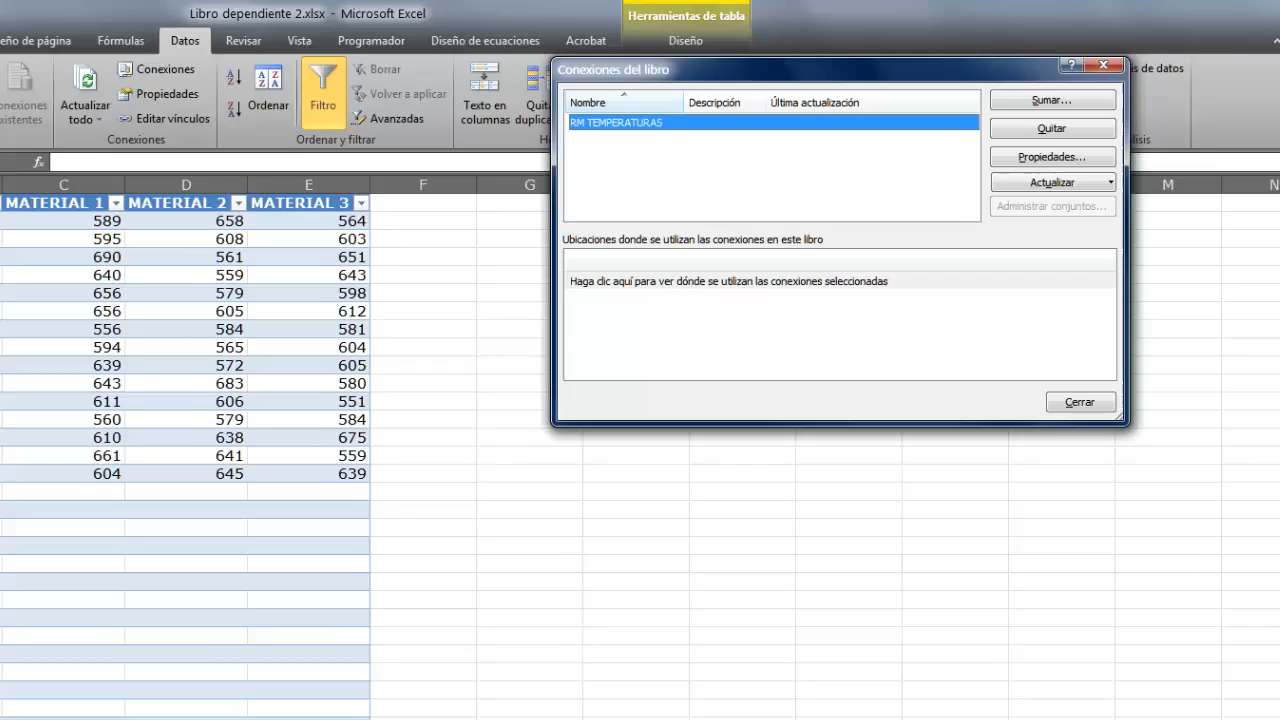 Libro dependiente 2.xlsx - Microsoft Excel
Herramientas de tabla
eño de página Fórmulas Datos Revisar Vista Programador Diseño de ecuaciones Acrobat Diseño
onexiones
istentes
Actualizar
todo
Conexiones
Propiedades
Editar vínculos
Conexiones
Ordenar
Filtro
Borrar
Volver a aplicar
Avanzadas
Ordenar y filtrar
Texto en
columnas
Quita
duplica
s de datos
fx
Conexiones del libro
?
Nombre Descripción Última actualización
RM TEMPERATURAS
Sumar...
Quitar
Propiedades...
Actualizar
Administrar conjuntos...
Ubicaciones donde se utilizan las conexiones en este libro
Haga clic aquí para ver dónde se utilizan las conexiones seleccionadas
Cerrar
C D E F G M N
MATERIAL 1 MATERIAL 2 MATERIAL 3
589 658 564
595 608 603
690 561 651
640 559 643
656 579 598
656 605 612
556 584 581
594 565 604
639 572 605
643 683 580
611 606 551
560 579 584
610 638 675
661 641 559
604 645 639